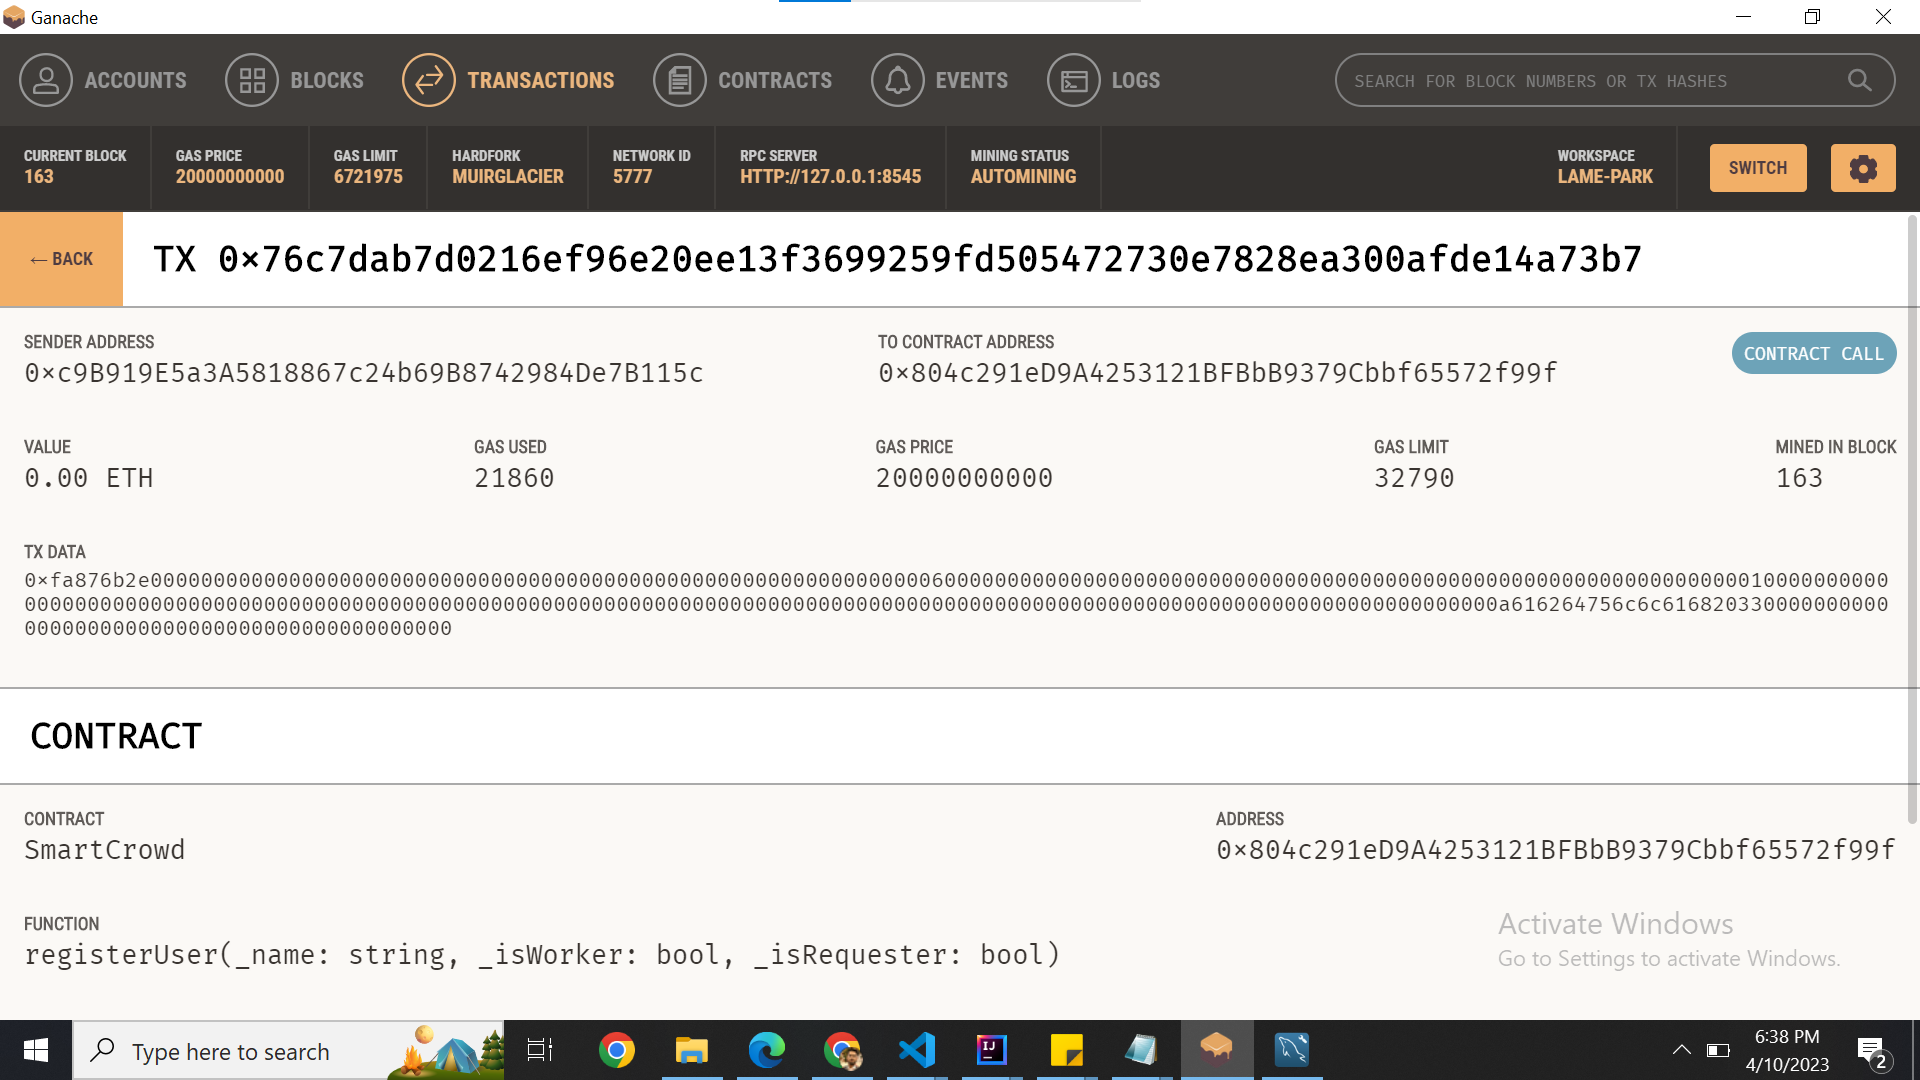 Ganache
ACCOUNTS BLOCKS TRANSACTIONS CONTRACTS EVENTS LOGS SEARCH FOR BLOCK NUMBERS OR TX HASHES
CURRENT BLOCK GAS PRICE GAS LIMIT HARDFORK NETWORK ID RPC SERVER MINING STATUS WORKSPACE
163 20000000000 6721975 MUIRGLACIER 5777 HTTP://127.0.0.1:8545 AUTOMINING LAME-PARK SWITCH
← BACK TX 0×76c7dab7d0216ef96e20ee13f3699259fd505472730e7828ea300afde14a73b7
SENDER ADDRESS TO CONTRACT ADDRESS
0×c9B919E5a3A5818867c24b69B8742984De7B115c 0×804c291eD9A4253121BFBbB9379Cbbf65572f99f CONTRACT CALL
VALUE GAS USED GAS PRICE GAS LIMIT MINED IN BLOCK
0.00 ETH 21860 20000000000 32790 163
TX DATA
CONTRACT
CONTRACT ADDRESS
SmartCrowd 0×804c291eD9A4253121BFBbB9379Cbbf65572f99f
FUNCTION
registerUser(_name: string, _isWorker: bool, _isRequester: bool)
Activate Windows
Go to Settings to activate Windows.
Type here to search
6:38 PM
4/10/2023
2